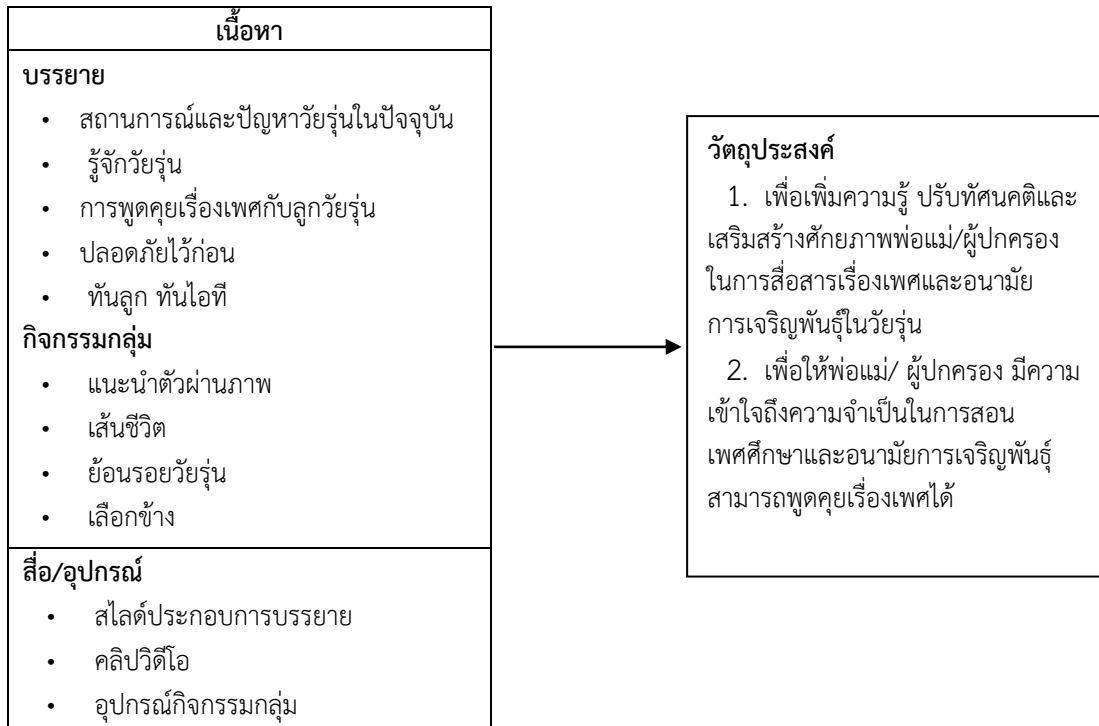 เนื้อหา
บรรยาย
• สถานการณ์และปัญหาวัยรุ่นในปัจจุบัน
• รู้จักวัยรุ่น
• การพูดคุยเรื่องเพศกับลูกวัยรุ่น
• ปลอดภัยไว้ก่อน
• ทันลูก ทันไอที
กิจกรรมกลุ่ม
• แนะนำตัวผ่านภาพ
• เส้นชีวิต
• ย้อนรอยวัยรุ่น
• เลือกข้าง
สื่อ/อุปกรณ์
• สไลด์ประกอบการบรรยาย
• คลิปวิดีโอ
• อุปกรณ์กิจกรรมกลุ่ม
วัตถุประสงค์
1. เพื่อเพิ่มความรู้ ปรับทัศนคติและ
เสริมสร้างศักยภาพพ่อแม่/ผู้ปกครอง
ในการสื่อสารเรื่องเพศและอนามัย
การเจริญพันธุ์ในวัยรุ่น
2. เพื่อให้พ่อแม่/ ผู้ปกครอง มีความ
เข้าใจถึงความจำเป็นในการสอน
เพศศึกษาและอนามัยการเจริญพันธุ์
สามารถพูดคุยเรื่องเพศได้